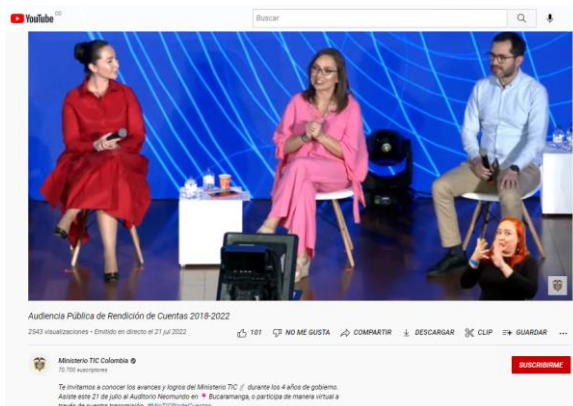 YouTube CO
Buscar
Audiencia Pública de Rendición de Cuentas 2018-2022
2543 visualizaciones • Emitido en directo el 21 jul 2022
101 NO ME GUSTA COMPARTIR DESCARGAR CLIP GUARDAR ...
Ministerio TIC Colombia
70.700 suscriptores
SUSCRIBIRME
Te invitamos a conocer los avances y logros del Ministerio TIC durante los 4 años de gobierno.
Asiste este 21 de julio al Auditorio Neomundo en Bucaramanga, o participa de manera virtual a
través de nuestra transmisión.